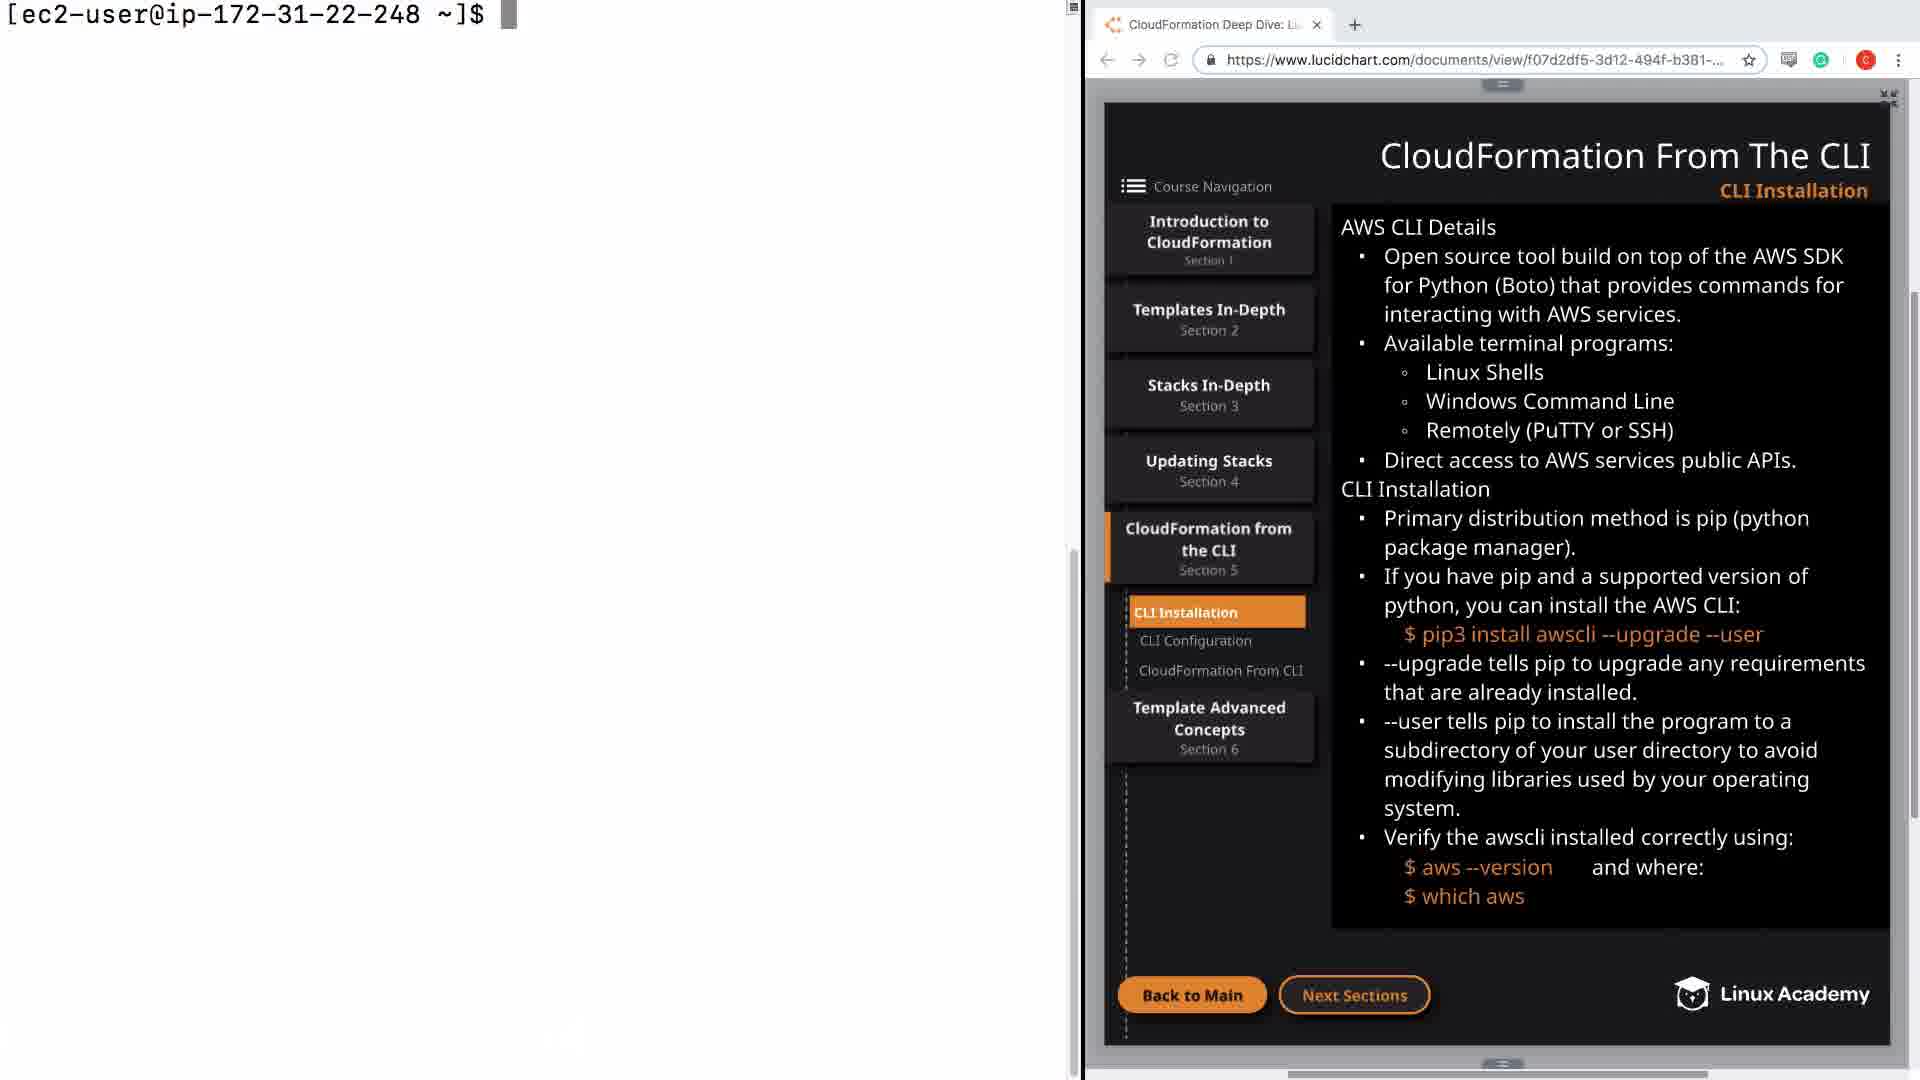 [ec2-user@ip-172-31-22-248 ~]$
CloudFormation Deep Dive: Li
https://www.lucidchart.com/documents/view/f07d2df5-3d12-494f-b381-...
C
CloudFormation From The CLI
CLI Installation
Course Navigation
Introduction to
CloudFormation
Section 1
Templates In-Depth
Section 2
Stacks In-Depth
Section 3
Updating Stacks
Section 4
CloudFormation from
the CLI
Section 5
CLI Installation
CLI Configuration
CloudFormation From CLI
Template Advanced
Concepts
Section 6
AWS CLI Details
• Open source tool build on top of the AWS SDK
for Python (Boto) that provides commands for
interacting with AWS services.
• Available terminal programs:
◦ Linux Shells
◦ Windows Command Line
◦ Remotely (PuTTY or SSH)
• Direct access to AWS services public APIs.
CLI Installation
• Primary distribution method is pip (python
package manager).
• If you have pip and a supported version of
python, you can install the AWS CLI:
$ pip3 install awscli --upgrade --user
• --upgrade tells pip to upgrade any requirements
that are already installed.
• --user tells pip to install the program to a
subdirectory of your user directory to avoid
modifying libraries used by your operating
system.
• Verify the awscli installed correctly using:
$ aws --version and where:
$ which aws
Back to Main
Next Sections
Linux Academy